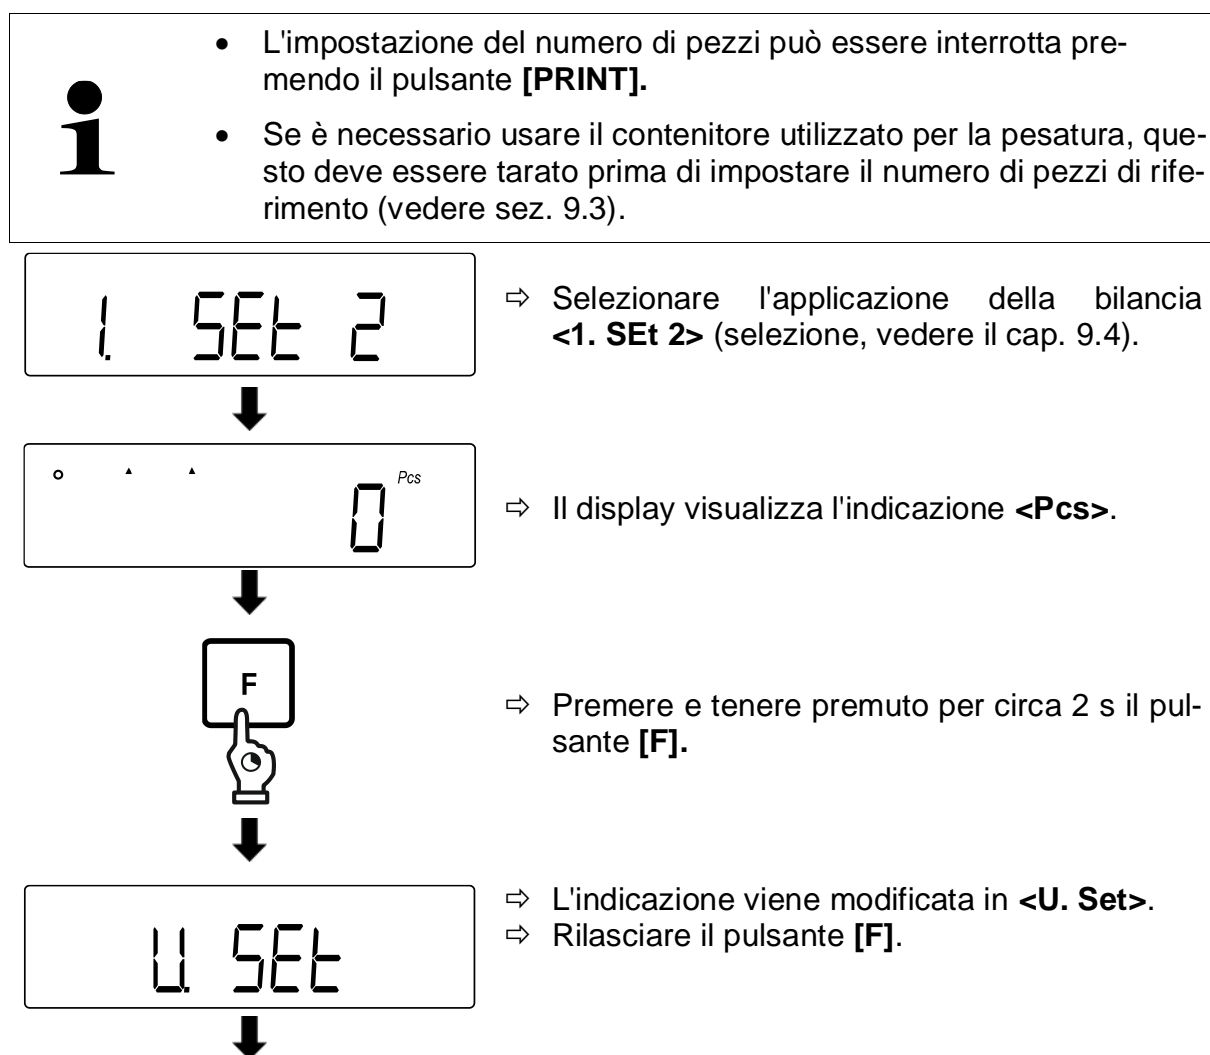 • L'impostazione del numero di pezzi può essere interrotta pre-
mendo il pulsante [PRINT].
• Se è necessario usare il contenitore utilizzato per la pesatura, que-
sto deve essere tarato prima di impostare il numero di pezzi di rife-
rimento (vedere sez. 9.3).
1. SEt 2
⇨ Selezionare l'applicazione della bilancia
<1. SEt 2> (selezione, vedere il cap. 9.4).
0 Pcs
⇨ Il display visualizza l'indicazione <Pcs>.
F
⇨ Premere e tenere premuto per circa 2 s il pul-
sante [F].
U. SEt
⇨ L'indicazione viene modificata in <U. Set>.
⇨ Rilasciare il pulsante [F].